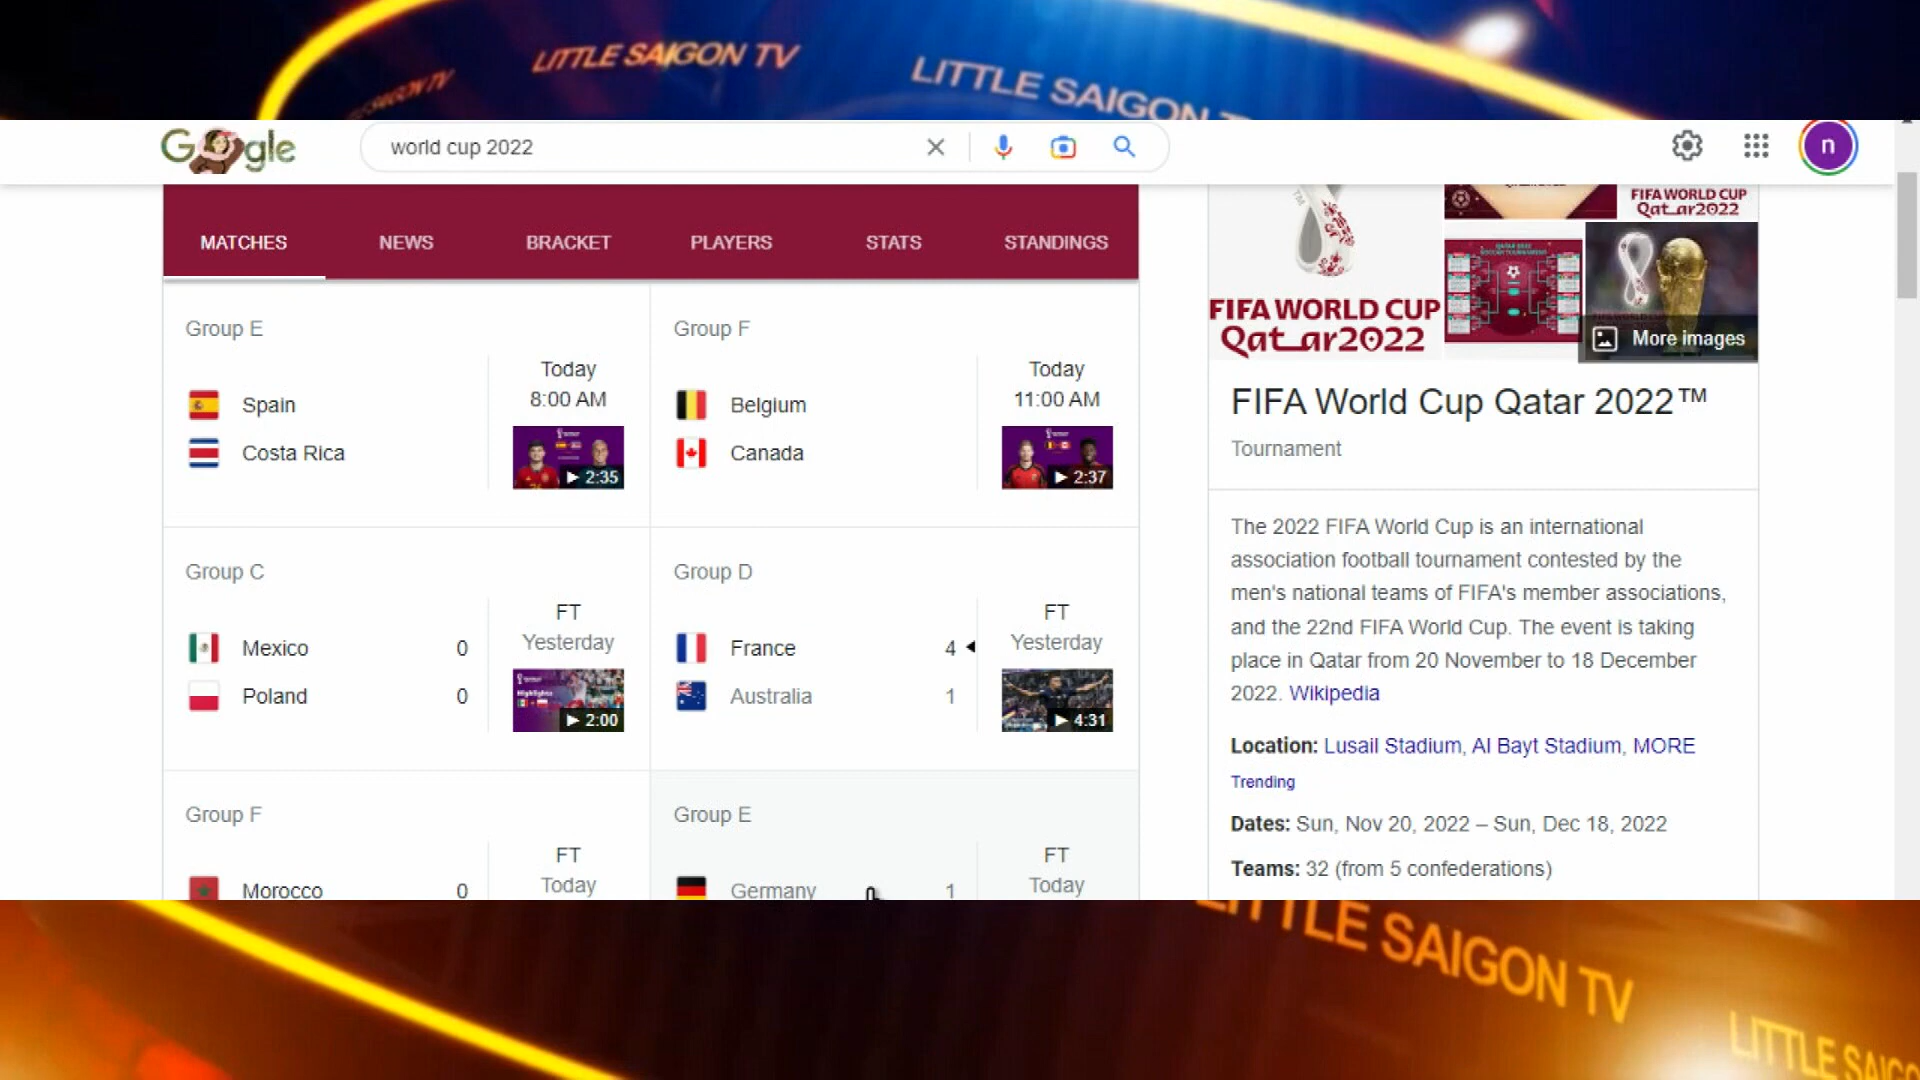 LITTLE SAIGON TV
LITTLE SAIGON T
SAIGON TV
Google
world cup 2022
n
MATCHES
NEWS
BRACKET
PLAYERS
STATS
STANDINGS
Group E
Spain
Costa Rica
Today
8:00 AM
2:35
Group F
Belgium
Canada
Today
11:00 AM
2:37
Group C
Mexico 0
Poland 0
FT
Yesterday
Highlights
2:00
Group D
France 4
Australia 1
FT
Yesterday
4:31
Group F
Morocco 0
FT
Today
Group E
Germany 1
FT
Today
TM
FIFA WORLD CUP
Qatar2022
FIFA WORLD CUP
Qatar2022
More images
FIFA World Cup Qatar 2022™
Tournament
The 2022 FIFA World Cup is an international
association football tournament contested by the
men's national teams of FIFA's member associations,
and the 22nd FIFA World Cup. The event is taking
place in Qatar from 20 November to 18 December
2022. Wikipedia
Location: Lusail Stadium, Al Bayt Stadium, MORE
Trending
Dates: Sun, Nov 20, 2022 – Sun, Dec 18, 2022
Teams: 32 (from 5 confederations)
LITTLE SAIGON TV
LITTLE SAIGO